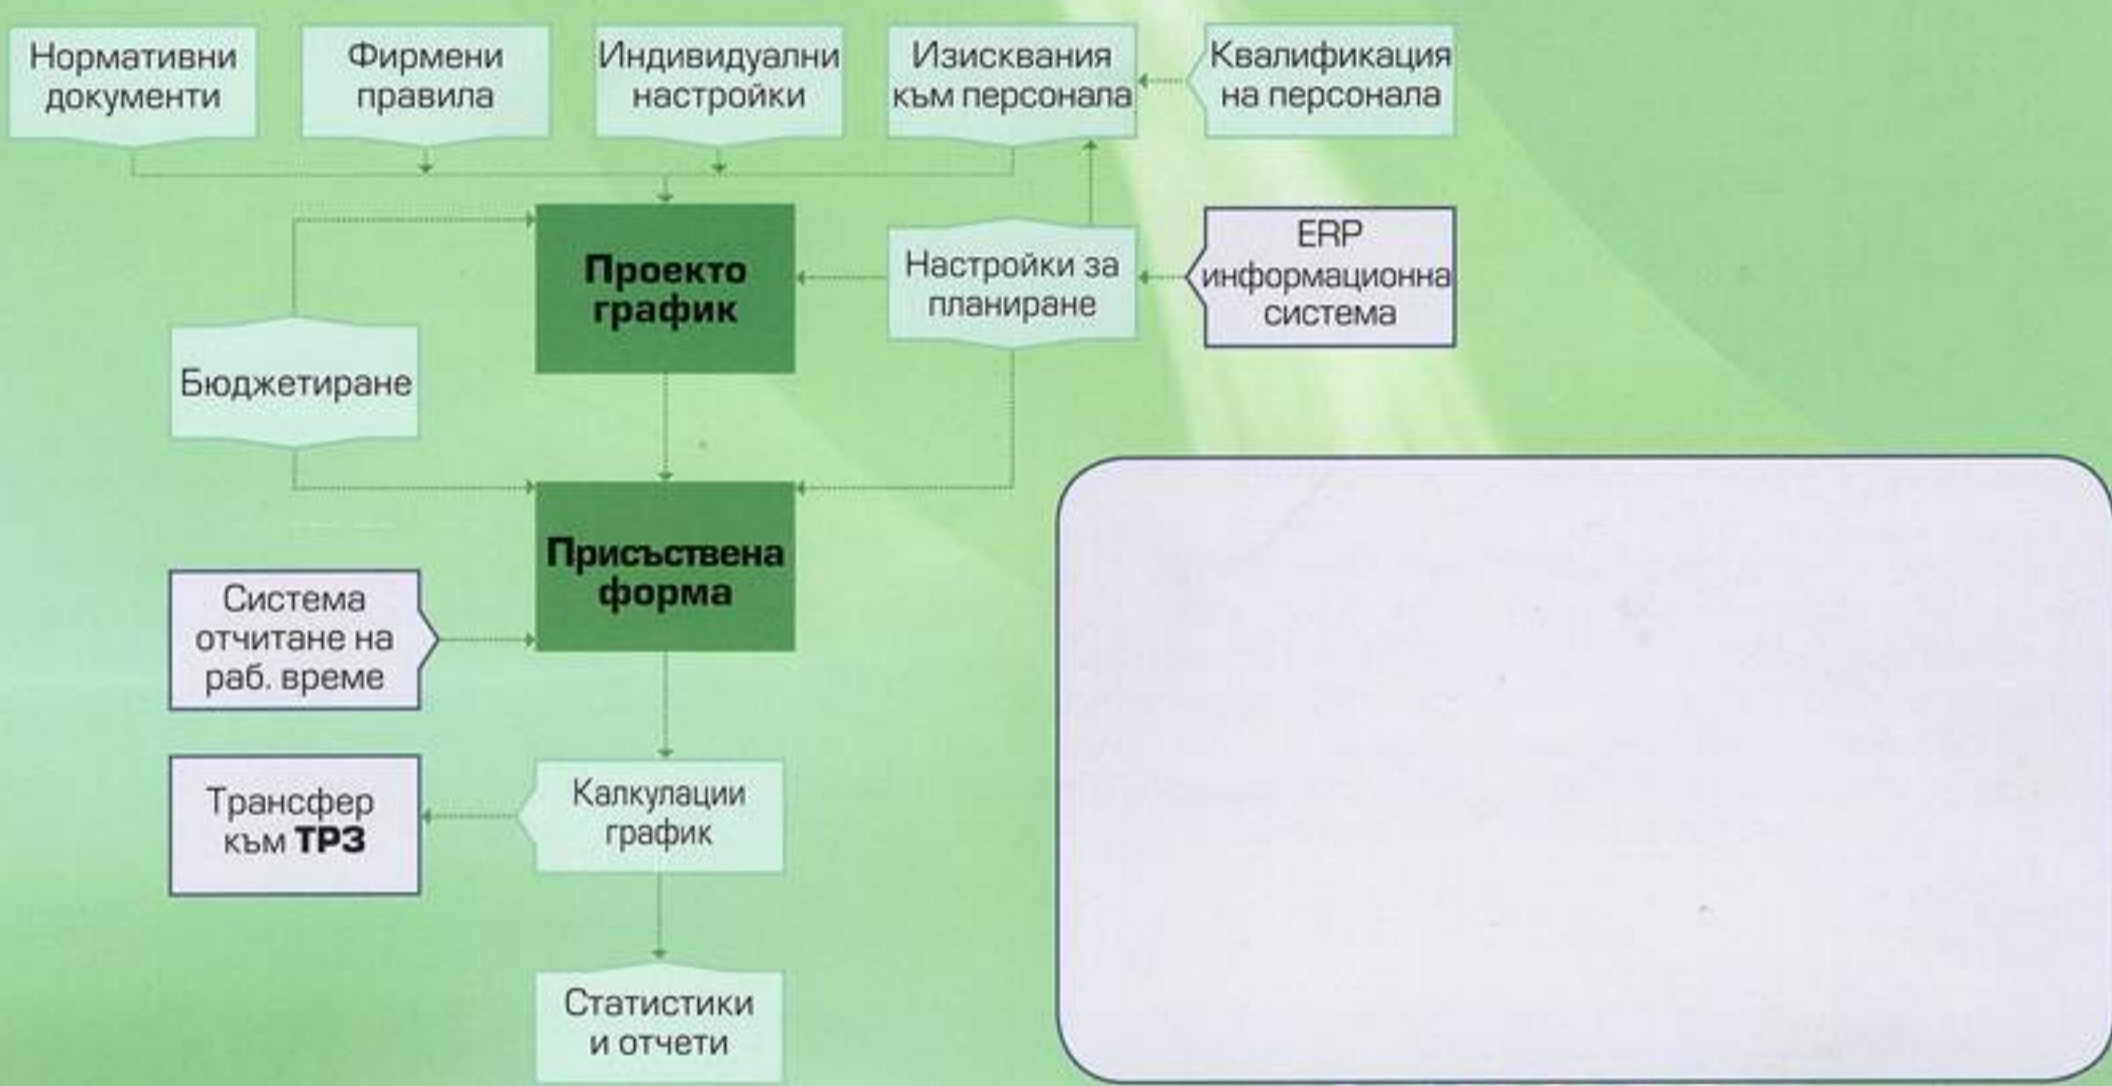 Нормативни
документи
Фирмени
правила
Индивидуални
настройки
Изисквания
към персонала
Квалификация
на персонала
Проекто
график
Настройки за
планиране
ERP
информационна
система
Бюджетиране
Присъствена
форма
Система
отчитане на
раб. време
Трансфер
към ТРЗ
Калкулации
график
Статистики
и отчети